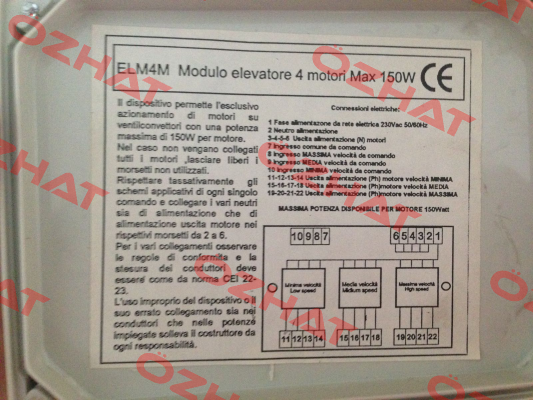 ELM4M Modulo elevatore 4 motori Max 150W CE
Il dispositivo permette l'esclusivo
azionamento di motori su
ventilconvettori con una potenza
massima di 150W per motore.
Nel caso non vengano collegati
tutti i motori ,lasciare liberi i
morsetti non utilizzati.
Rispettare tassativamente gli
schemi applicativi di ogni singolo
comando e collegare i vari neutri
sia di alimentazione che di
alimentazione uscita motore nei
rispettivi morsetti da 2 a 6.
Per i vari collegamenti osservare
le regole di conformita e la
stesura dei conduttori deve
essere come da norma CEI 22-
23.
L'uso improprio del dispositivo o il
suo errato collegamento sia nei
conduttori che nelle potenze
impiegate solleva il costruttore da
ogni responsabilità.
Connessioni elettriche:
1 Fase alimentazione da rete elettrica 230Vac 50/60Hz
2 Neutro alimentazione
3-4-5-6 Uscita alimentazione (N) motori
7 Ingresso comune da comando
8 Ingresso MASSIMA velocità da comando
9 Ingresso MEDIA velocità da comando
10 Ingresso MINIMA velocità da comando
11-12-13-14 Uscita alimentazione (Ph) motore velocità MINIMA
15-16-17-18 Uscita alimentazione (Ph)motore velocità MEDIA
19-20-21-22 Uscita alimentazione (Ph)motore velocità MASSIMA
MASSIMA POTENZA DISPONIBILE PER MOTORE 150Watt
10 9 8 7
6 5 4 3 2 1
Minima velocità
Low speed
Media velocità
Midium speed
Massima velocità
High speed
11 12 13 14
15 16 17 18
19 20 21 22
ÖZHAT
ÖZHAT
ÖZHAT
ÖZHAT
ÖZHAT
ÖZHAT
ÖZHAT